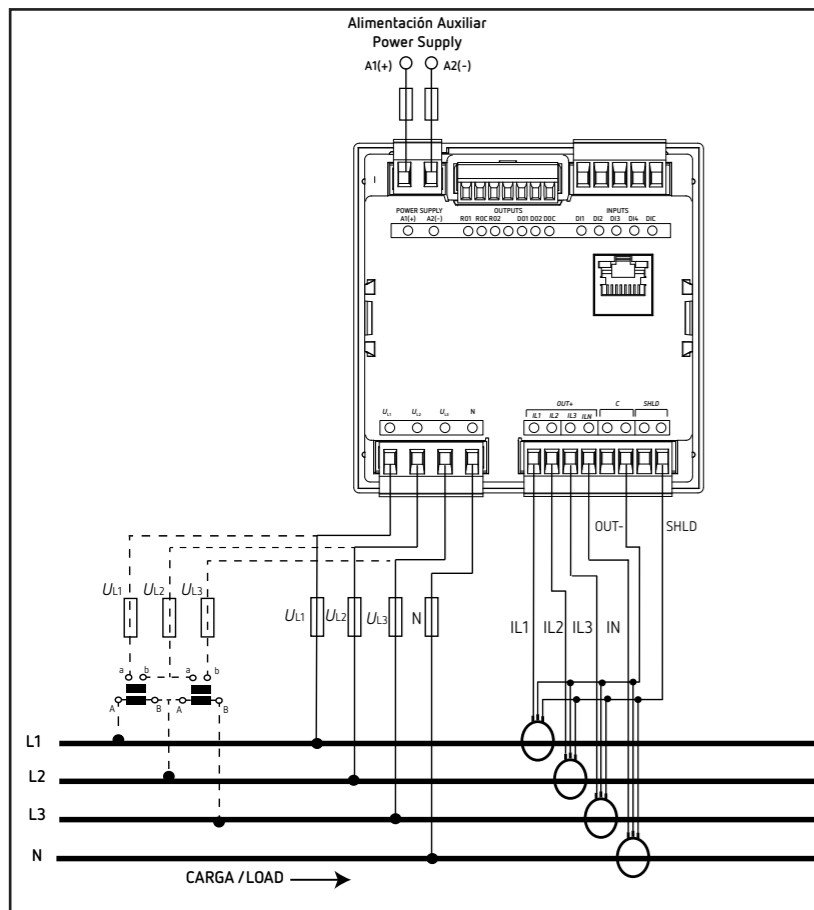 Alimentación Auxiliar
Power Supply
A1(+) A2(-)
I
POWER SUPPLY OUTPUTS INPUTS
A1(+) A2(-) RO1 ROC RO2 DO1 DO2 DOC DI1 DI2 DI3 DI4 DIC
OUT+ C SHLD
UL1 UL2 UL3 N IL1 IL2 IL3 ILN
OUT- SHLD
UL1 UL2 UL3
UL1 UL2 UL3 N IL1 IL2 IL3 IN
a b a b
A B A B
L1
L2
L3
N
CARGA / LOAD